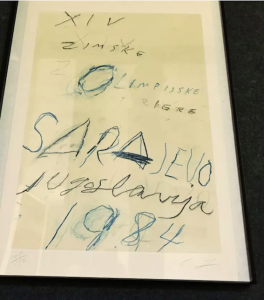 XIV
ZIMSKE
OLIMPIJSKE
IGRE
SARAJEVO
Jugoslavija
1984